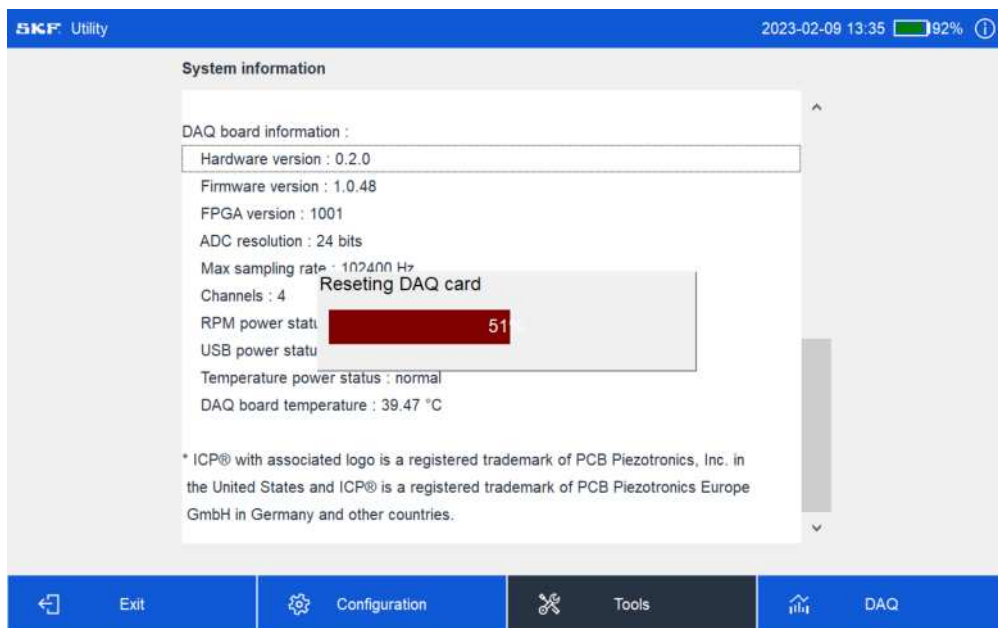 SKF Utility 2023-02-09 13:35 92%
System information
DAQ board information :
Hardware version : 0.2.0
Firmware version : 1.0.48
FPGA version : 1001
ADC resolution : 24 bits
Max sampling rate : 102400 Hz
Reseting DAQ card
Channels : 4
RPM power
51%
USB power
Temperature power status : normal
DAQ board temperature : 39.47 °C
* ICP® with associated logo is a registered trademark of PCB Piezotronics, Inc. in
the United States and ICP® is a registered trademark of PCB Piezotronics Europe
GmbH in Germany and other countries.
Exit Configuration Tools DAQ